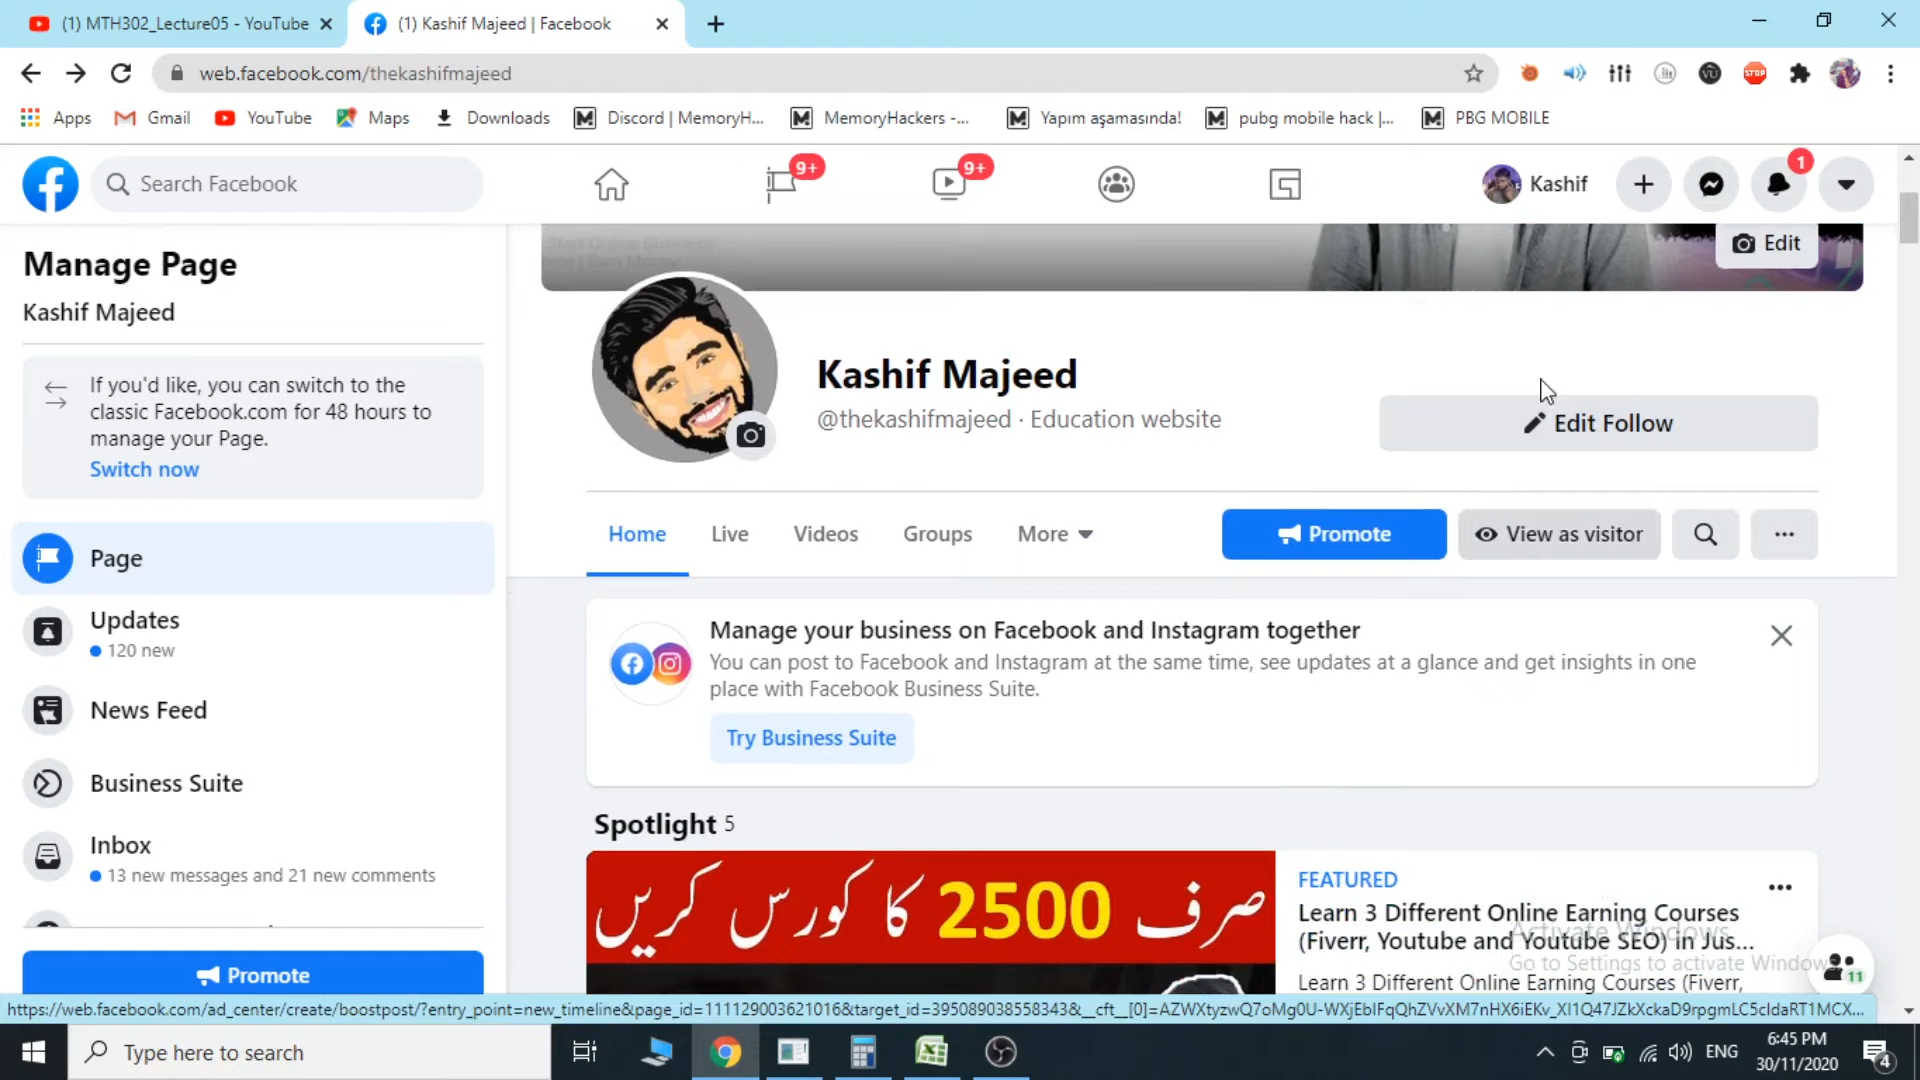 (1) MTH302_Lecture05 - YouTube
(1) Kashif Majeed | Facebook
web.facebook.com/thekashifmajeed
Apps
Gmail
YouTube
Maps
Downloads
Discord | MemoryH...
MemoryHackers -...
Yapım aşamasında!
pubg mobile hack |...
PBG MOBILE
Search Facebook
9+
9+
Kashif
1
Manage Page
Kashif Majeed
If you'd like, you can switch to the
classic Facebook.com for 48 hours to
manage your Page.
Switch now
Page
Updates
120 new
News Feed
Business Suite
Inbox
13 new messages and 21 new comments
Promote
Edit
Kashif Majeed
@thekashifmajeed · Education website
Edit Follow
Home
Live
Videos
Groups
More
Promote
View as visitor
Manage your business on Facebook and Instagram together
You can post to Facebook and Instagram at the same time, see updates at a glance and get insights in one
place with Facebook Business Suite.
Try Business Suite
Spotlight 5
صرف 2500 کا کورس کریں
FEATURED
Learn 3 Different Online Earning Courses
(Fiverr, Youtube and Youtube SEO) in Jus...
Learn 3 Different Online Earning Courses (Fiverr,
Activate Windows
Go to Settings to activate Windows
11
STOP
VU
Type here to search
ENG
6:45 PM
30/11/2020
4